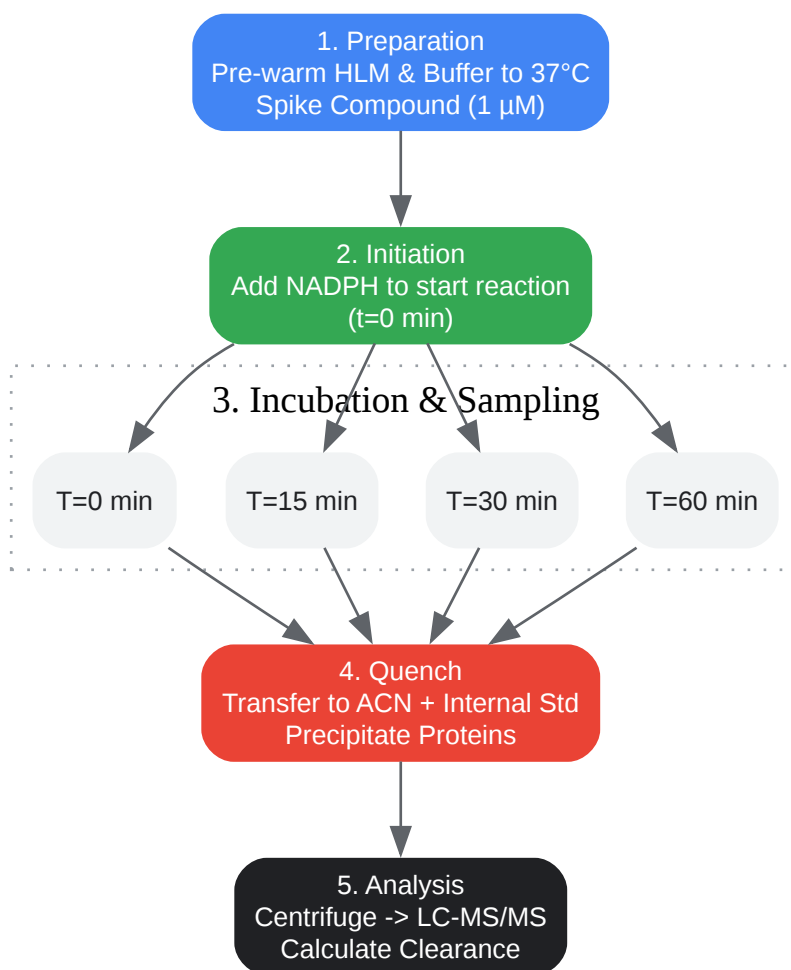 1. Preparation
Pre-warm HLM & Buffer to 37°C
Spike Compound (1 µM)
2. Initiation
Add NADPH to start reaction
(t=0 min)
3. Incubation & Sampling
T=0 min
T=15 min
T=30 min
T=60 min
4. Quench
Transfer to ACN + Internal Std
Precipitate Proteins
5. Analysis
Centrifuge -> LC-MS/MS
Calculate Clearance